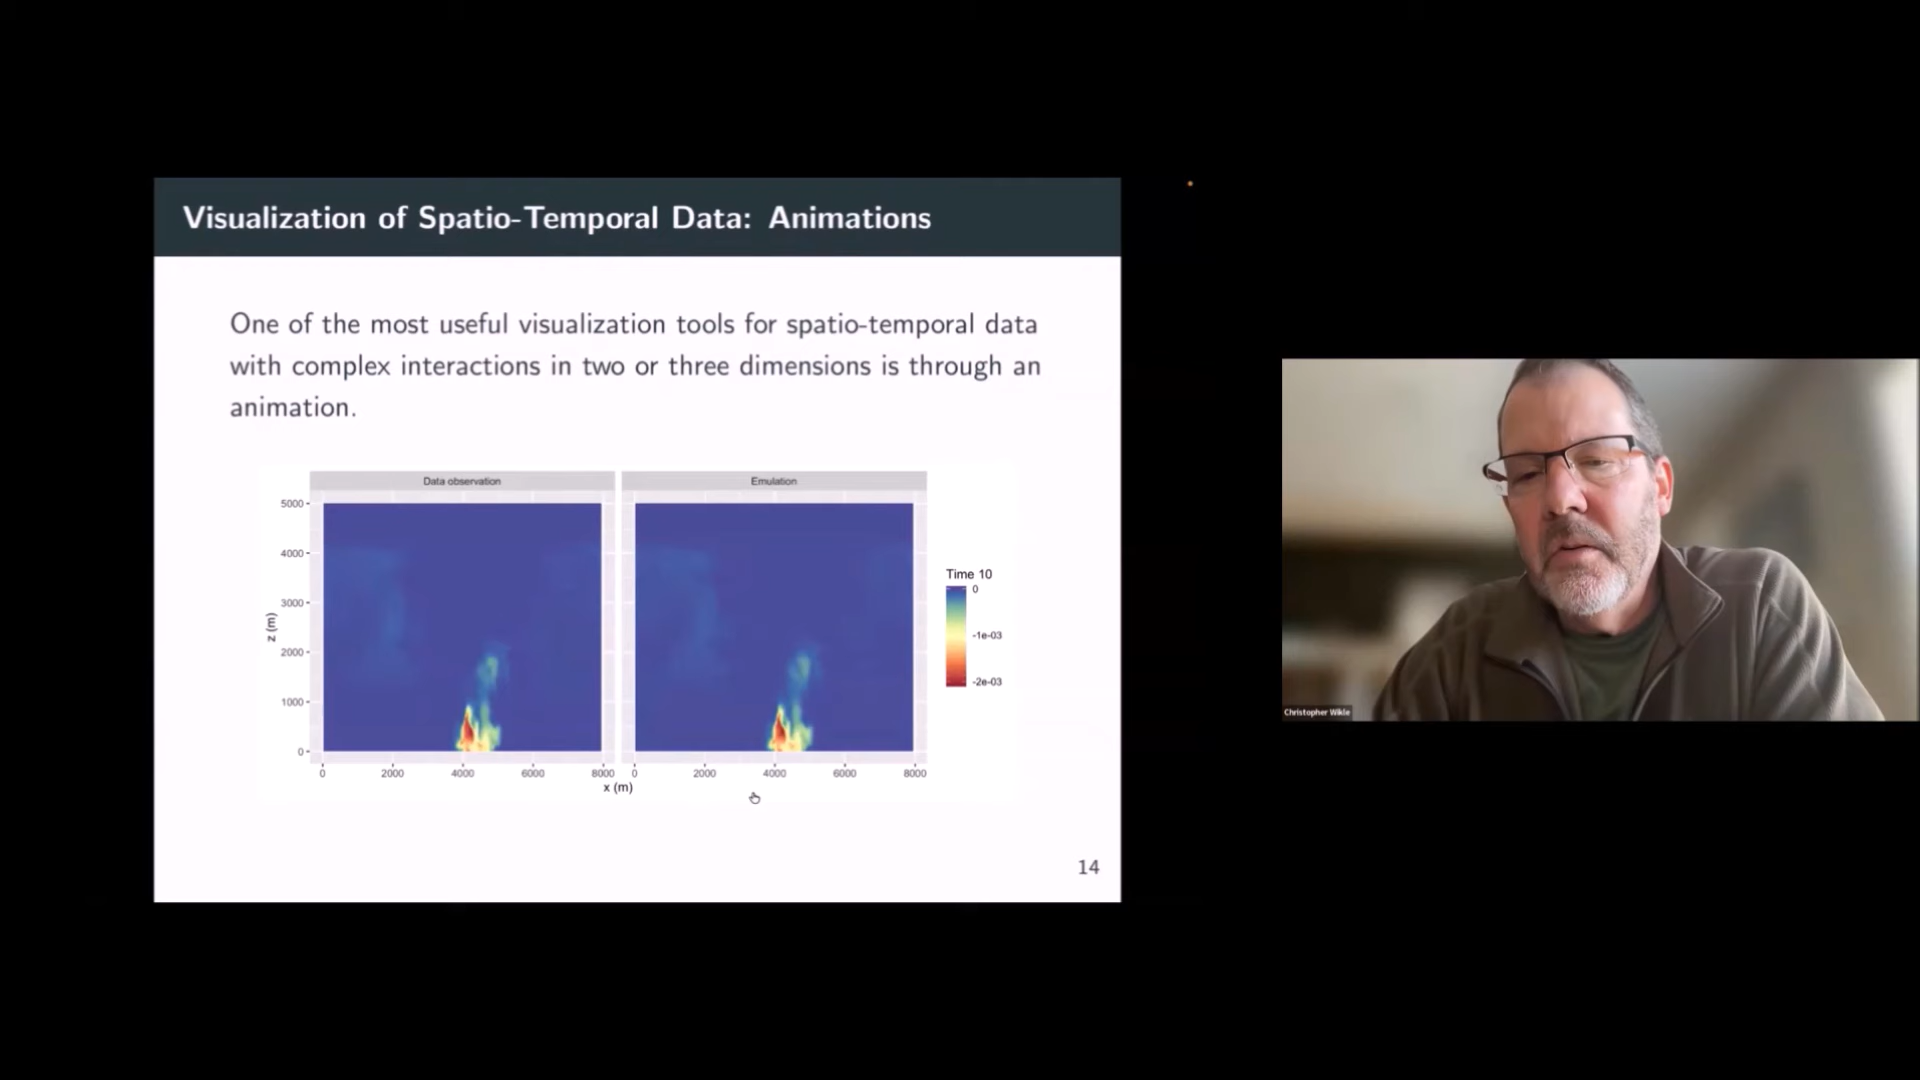 Visualization of Spatio-Temporal Data: Animations
One of the most useful visualization tools for spatio-temporal data
with complex interactions in two or three dimensions is through an
animation.
Data observation
Emulation
5000
4000
3000
2000
1000
0
z (m)
0 2000 4000 6000 8000
0 2000 4000 6000 8000
x (m)
Time 10
0
-1e-03
-2e-03
14
Christopher Wikle